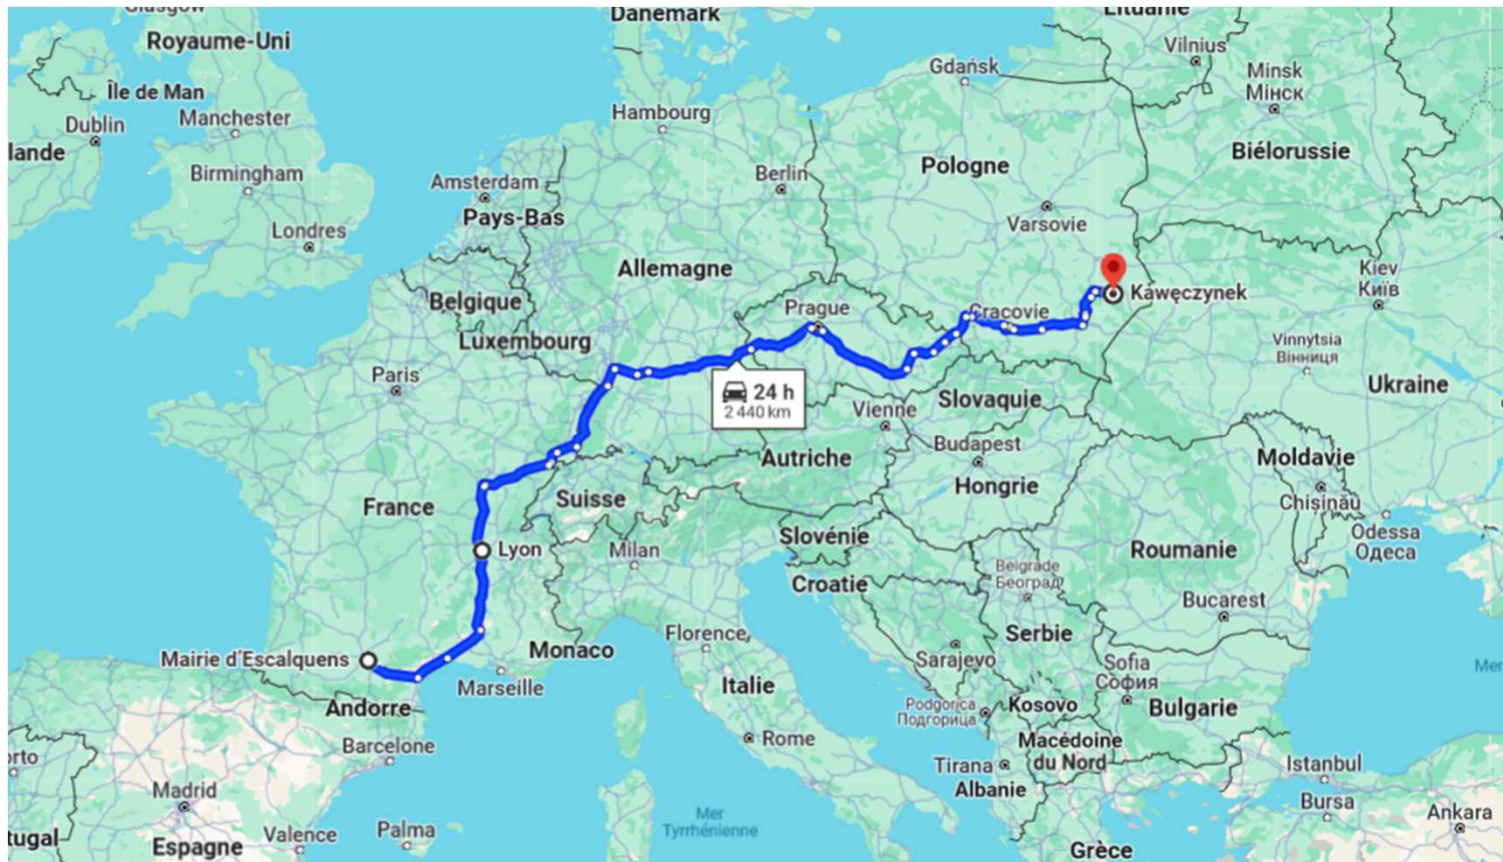 Glasgow
Danemark
Lituanie
Royaume-Uni
Vilnius
Gdańsk
Minsk
Мінск
Île de Man
Hambourg
Manchester
Dublin
lande
Biélorussie
Pologne
Berlin
Birmingham
Amsterdam
Pays-Bas
Varsovie
Londres
Allemagne
Kiev
Київ
Kawęczynek
Belgique
Prague
Cracovie
Luxembourg
Vinnytsia
Вінниця
Paris
Ukraine
24 h
2 440 km
Slovaquie
Vienne
Budapest
Autriche
Moldavie
Hongrie
Suisse
Chișinău
France
Odessa
Одеса
Slovénie
Lyon
Milan
Roumanie
Belgrade
Београд
Croatie
Bucarest
Florence
Serbie
Monaco
Mairie d'Escalquens
Sarajevo
Sofia
София
Mer
Marseille
Italie
Andorre
Podgorica
Подгорица
Kosovo
Bulgarie
Rome
Barcelone
Macédoine
du Nord
orto
Tirana
Istanbul
Madrid
Albanie
Bursa
Mer
Tyrrhénienne
Ankara
Palma
Valence
tugal
Espagne
Grèce